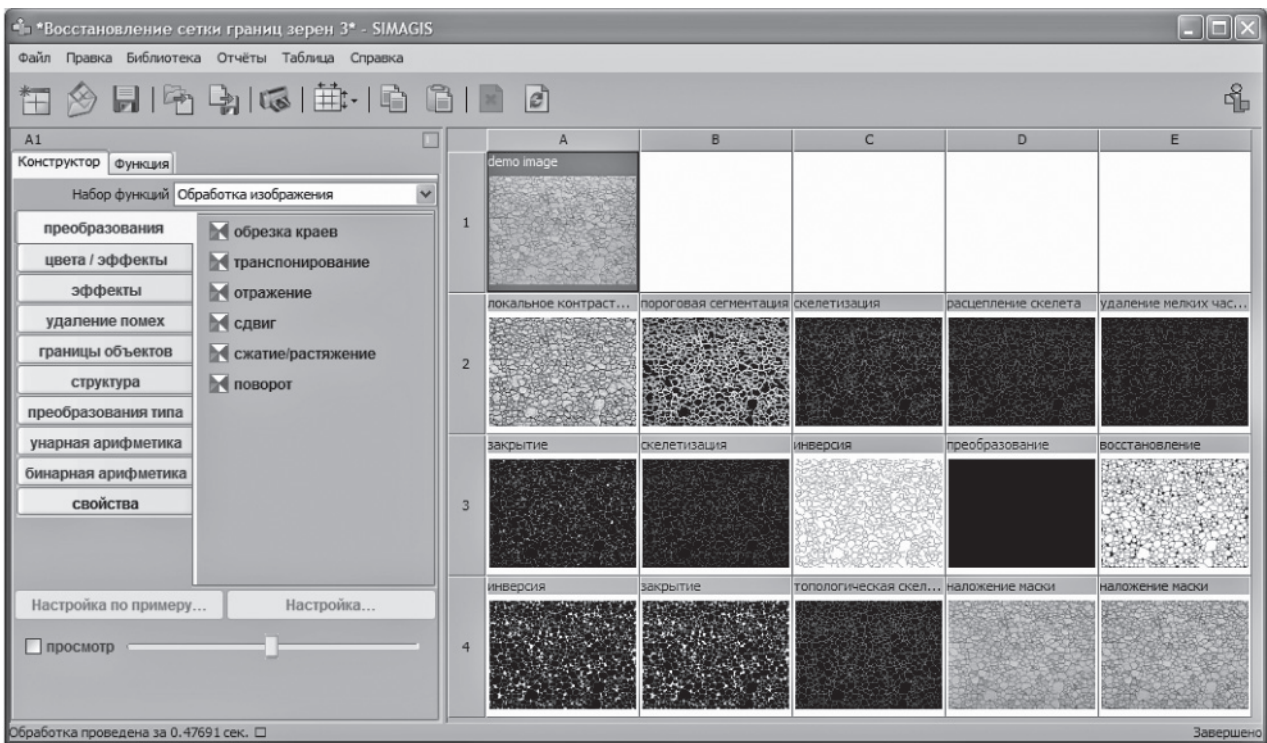 *Восстановление сетки границ зерен 3* - SIMAGIS
Файл Правка Библиотека Отчёты Таблица Справка
A1
Конструктор Функция
Набор функций Обработка изображения
преобразования
цвета / эффекты
эффекты
удаление помех
границы объектов
структура
преобразования типа
унарная арифметика
бинарная арифметика
свойства
обрезка краев
транспонирование
отражение
сдвиг
сжатие/растяжение
поворот
Настройка по примеру... Настройка...
просмотр
A B C D E
1
demo image
2
локальное контраст... пороговая сегментация скелетизация расцепление скелета удаление мелких час...
3
закрытие скелетизация инверсия преобразование восстановление
4
инверсия закрытие топологическая скел... наложение маски наложение маски
Обработка проведена за 0.47691 сек. Завершено